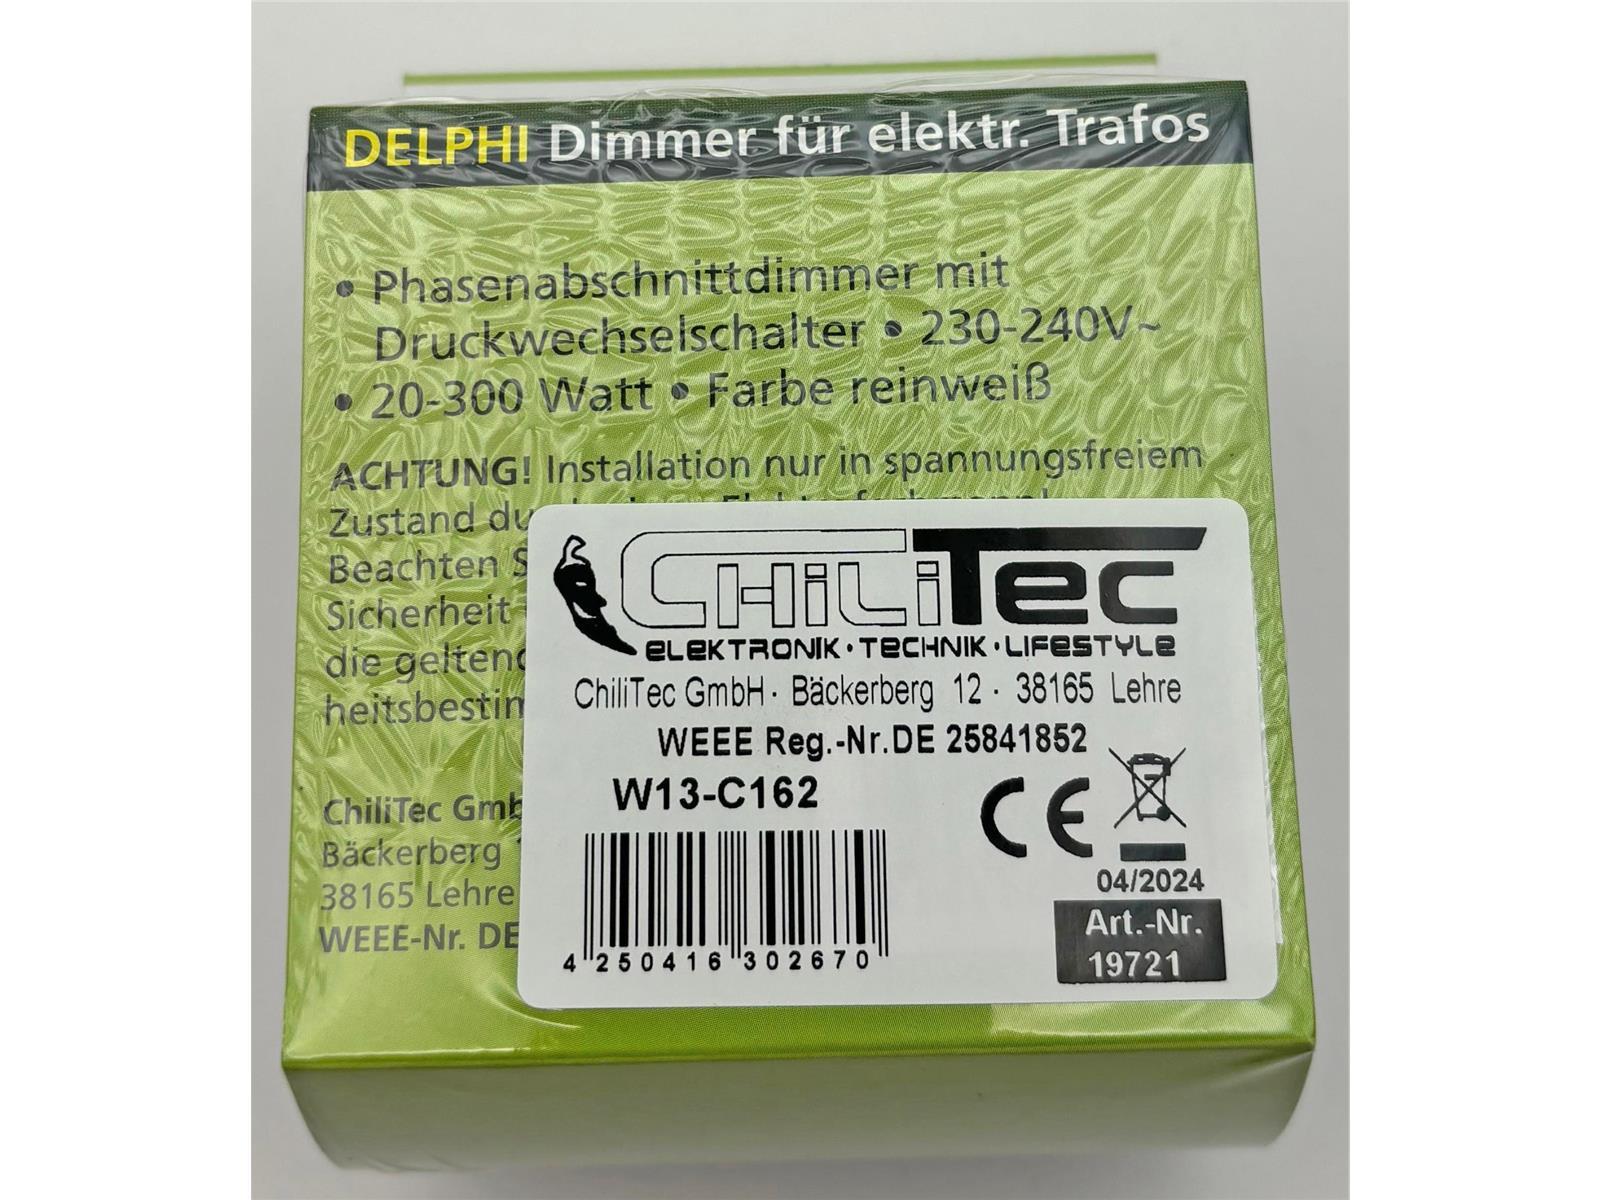 DELPHI Dimmer für elektr. Trafos
• Phasenabschnittdimmer mit
Druckwechselschalter • 230-240V~
• 20-300 Watt • Farbe reinweiß
ACHTUNG! Installation nur in spannungsfreiem
Zustand
Beachten
Sicherheit
die
ChiliTec
Bäckerberg
38165 Lehre
WEEE-Nr. DE
CHILITEC
ELEKTRONIK · TECHNIK · LIFESTYLE
ChiliTec GmbH · Bäckerberg 12 · 38165 Lehre
WEEE Reg.-Nr.DE 25841852
W13-C162
CE
4 250416 302670
04/2024
Art.-Nr.
19721